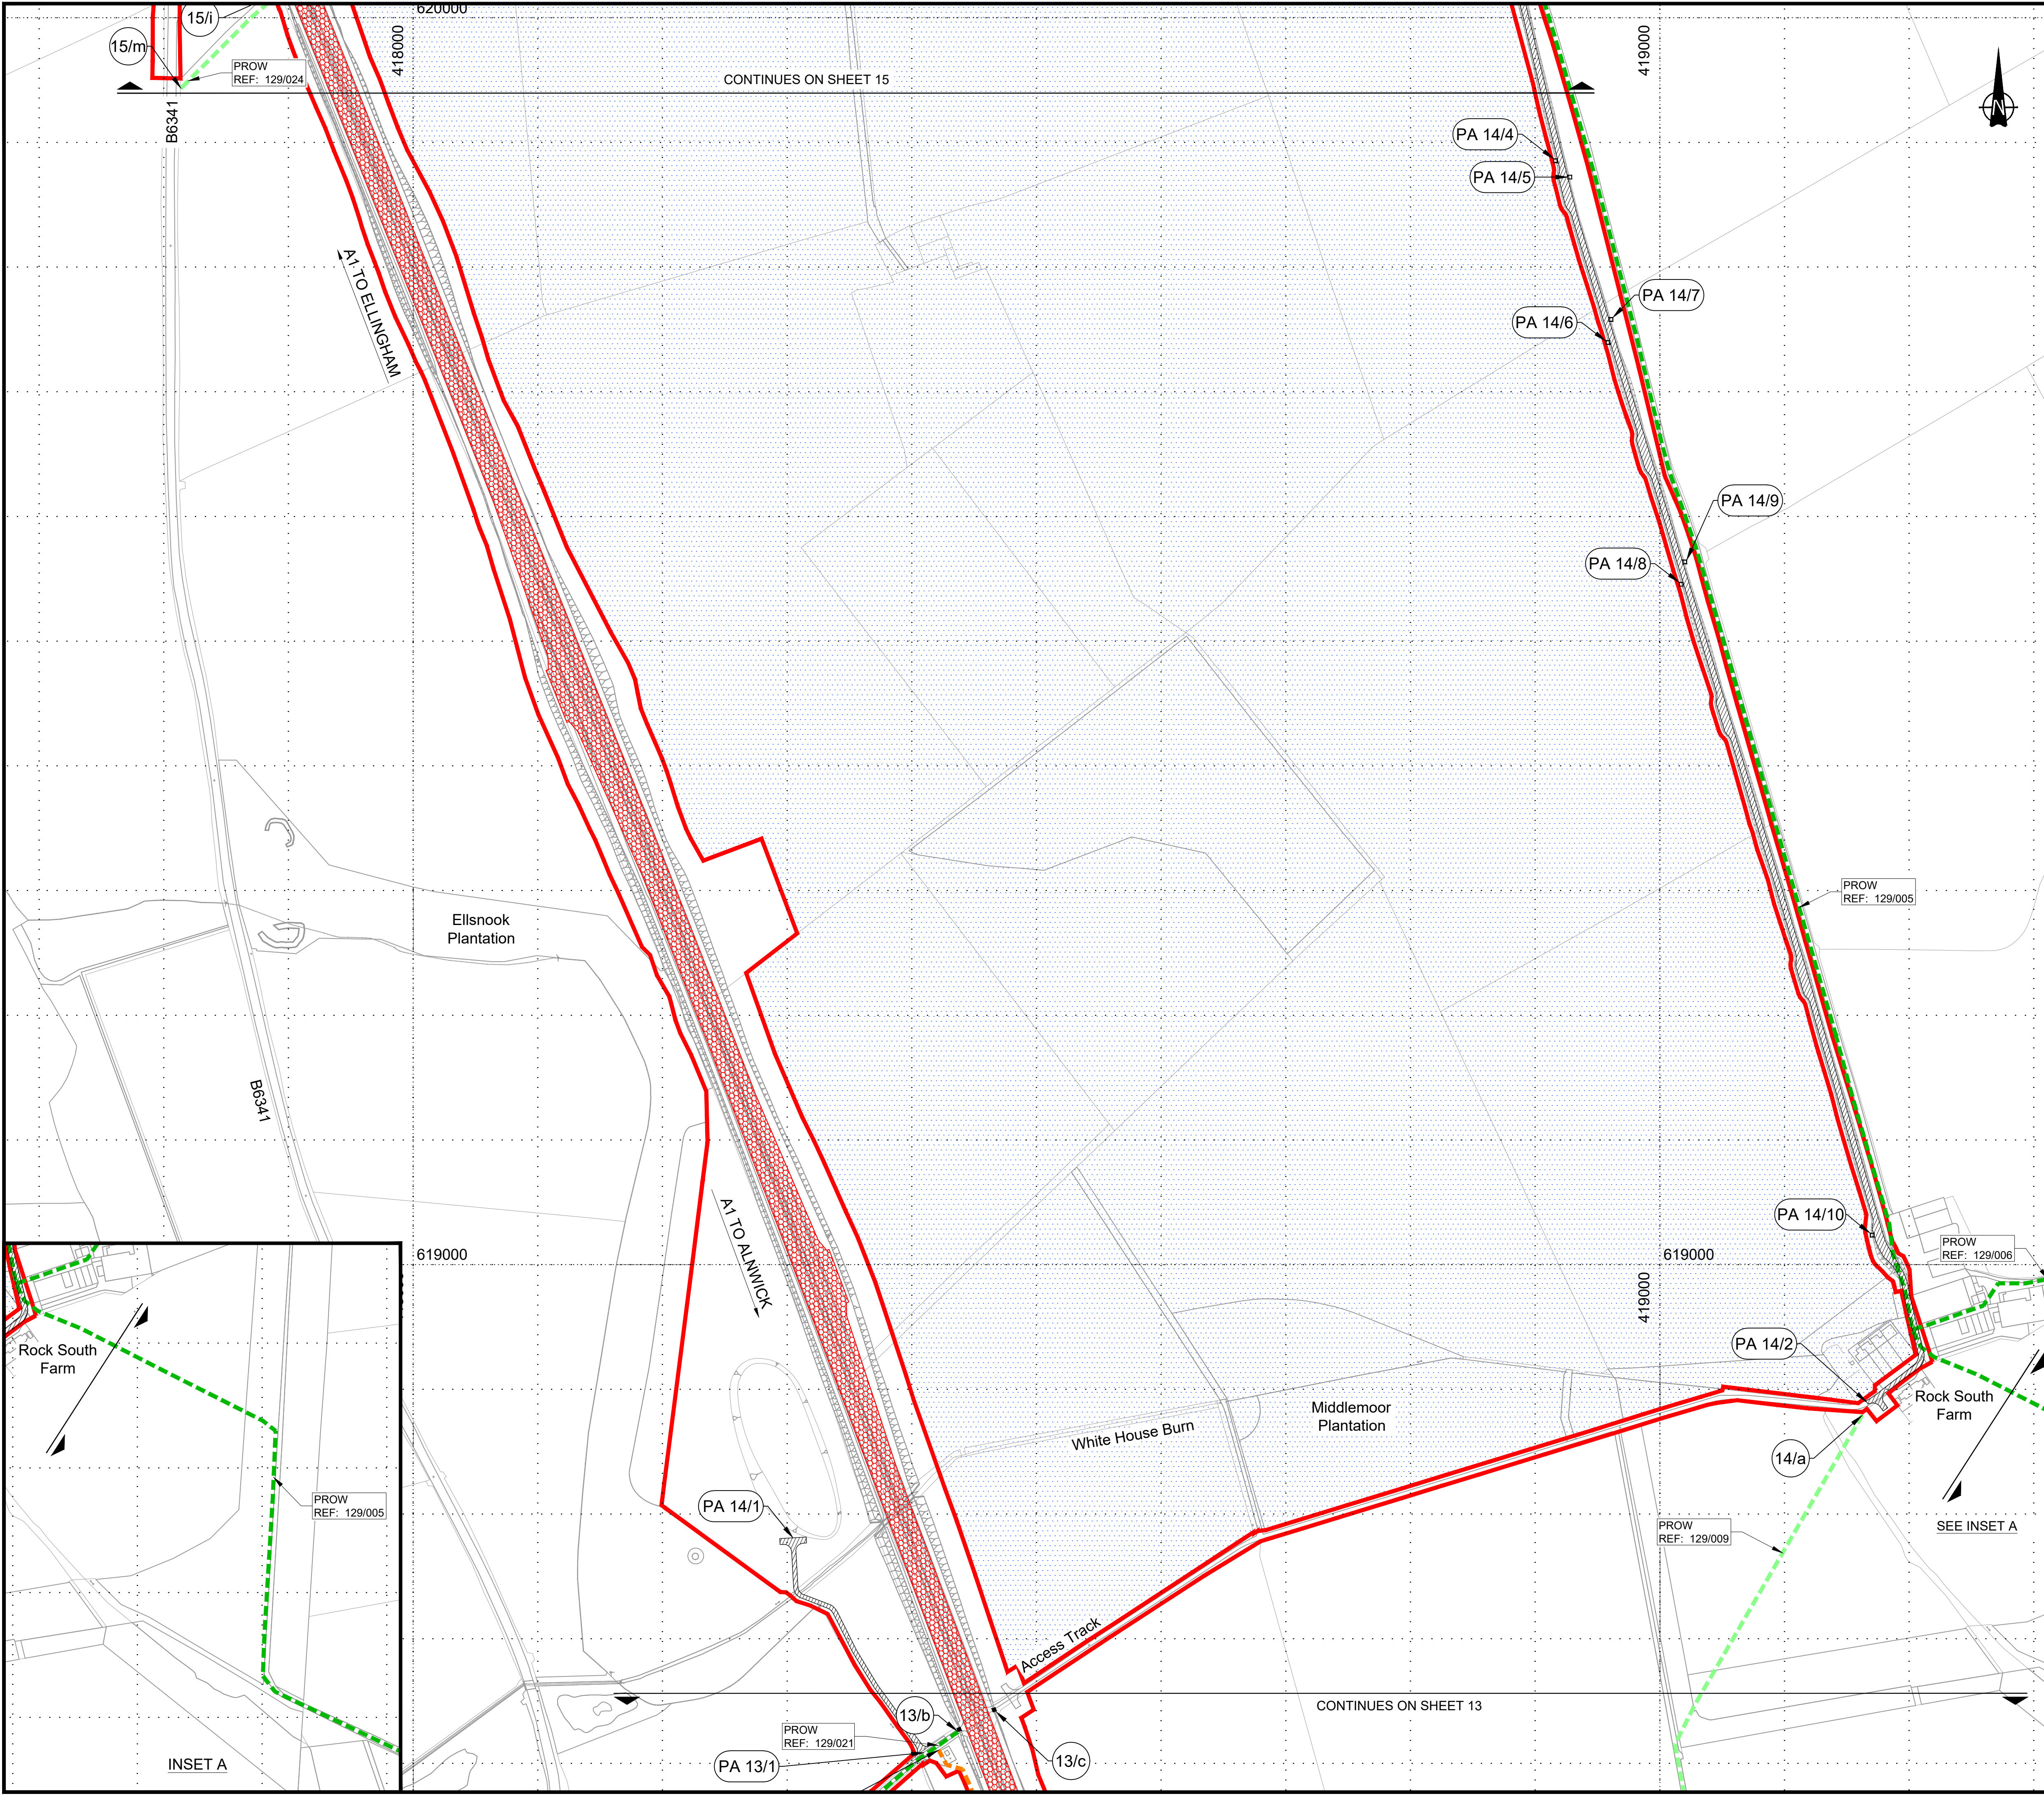 620000
15/i
15/m
418000
419000
PROW
REF: 129/024
CONTINUES ON SHEET 15
N
B6341
PA 14/4
PA 14/5
A1 TO ELLINGHAM
PA 14/7
PA 14/6
PA 14/9
PA 14/8
PROW
REF: 129/005
Ellsnook
Plantation
B6341
A1 TO ALNWICK
PA 14/10
PROW
REF: 129/006
619000
619000
419000
Rock South
Farm
PA 14/2
Rock South
Farm
Middlemoor
Plantation
White House Burn
14/a
PROW
REF: 129/005
PA 14/1
PROW
REF: 129/009
SEE INSET A
Access Track
CONTINUES ON SHEET 13
13/b
PROW
REF: 129/021
13/c
PA 13/1
INSET A